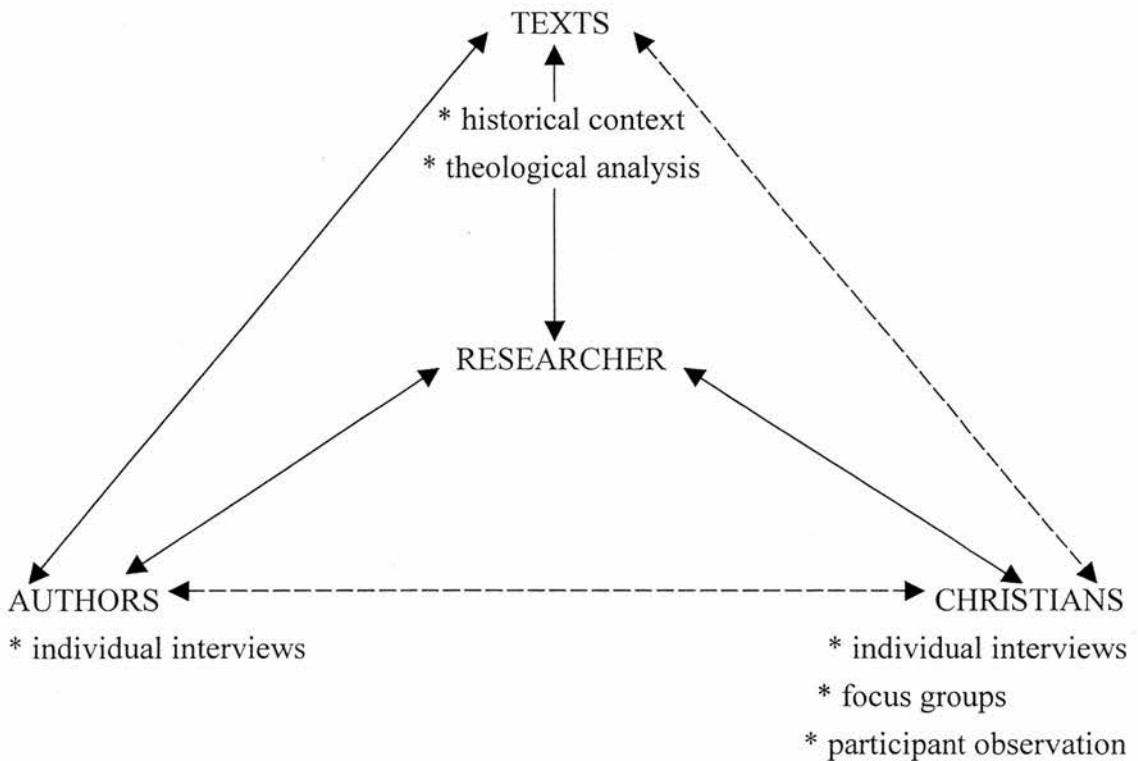 TEXTS
* historical context
* theological analysis
RESEARCHER
AUTHORS
* individual interviews
CHRISTIANS
* individual interviews
* focus groups
* participant observation